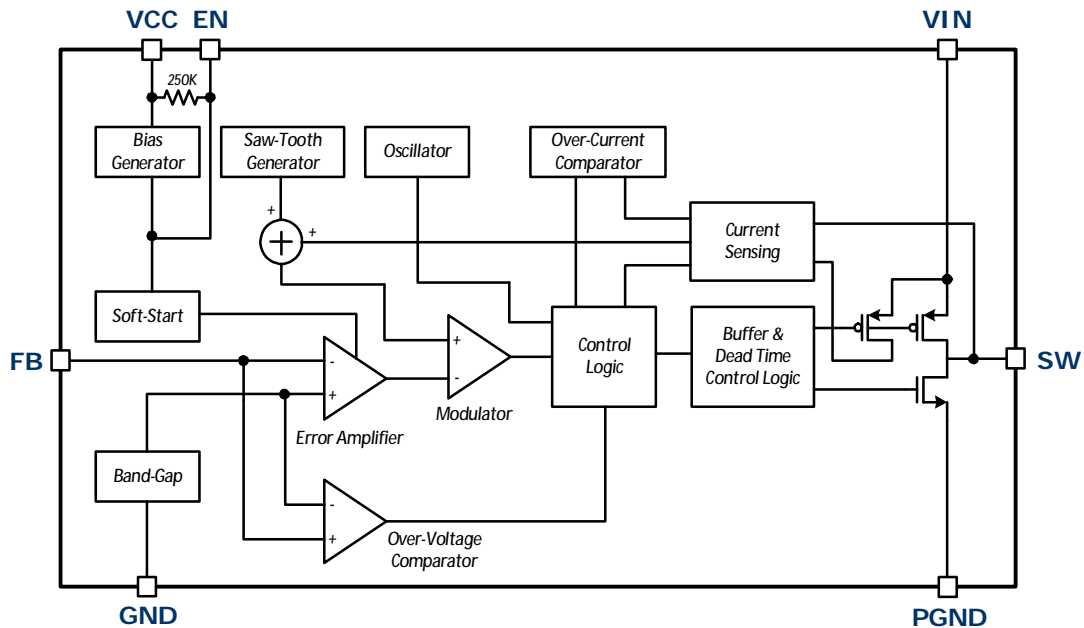 VCC EN
VIN
250K
Bias
Generator
Saw-Tooth
Generator
Oscillator
Over-Current
Comparator
+
+
+
Current
Sensing
Soft-Start
Control
Logic
Buffer &
Dead Time
Control Logic
FB
-
+
+
-
SW
Modulator
Error Amplifier
Band-Gap
-
+
Over-Voltage
Comparator
GND
PGND